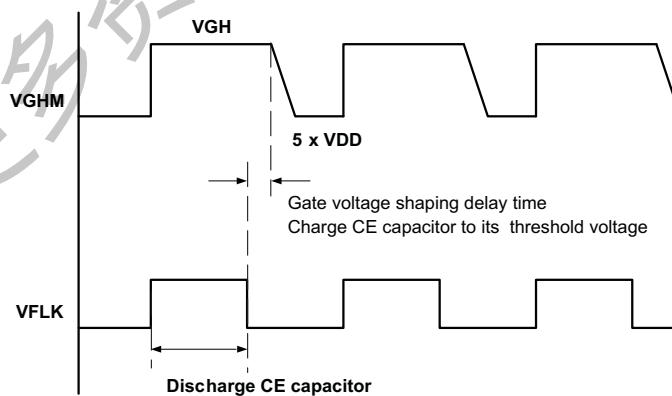 VGH
VGHM
5 x VDD
Gate voltage shaping delay time
Charge CE capacitor to its threshold voltage
VFLK
Discharge CE capacitor